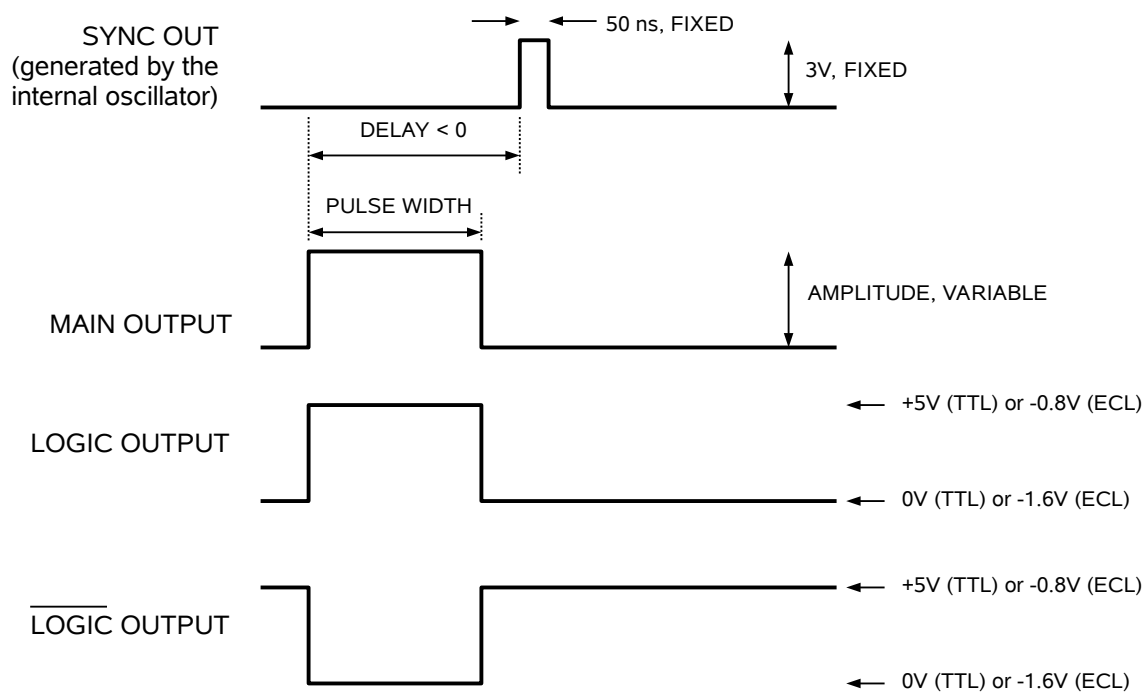 SYNC OUT
(generated by the
internal oscillator)
50 ns, FIXED
3V, FIXED
DELAY < 0
PULSE WIDTH
MAIN OUTPUT
AMPLITUDE, VARIABLE
LOGIC OUTPUT
+5V (TTL) or -0.8V (ECL)
0V (TTL) or -1.6V (ECL)
LOGIC OUTPUT
+5V (TTL) or -0.8V (ECL)
0V (TTL) or -1.6V (ECL)